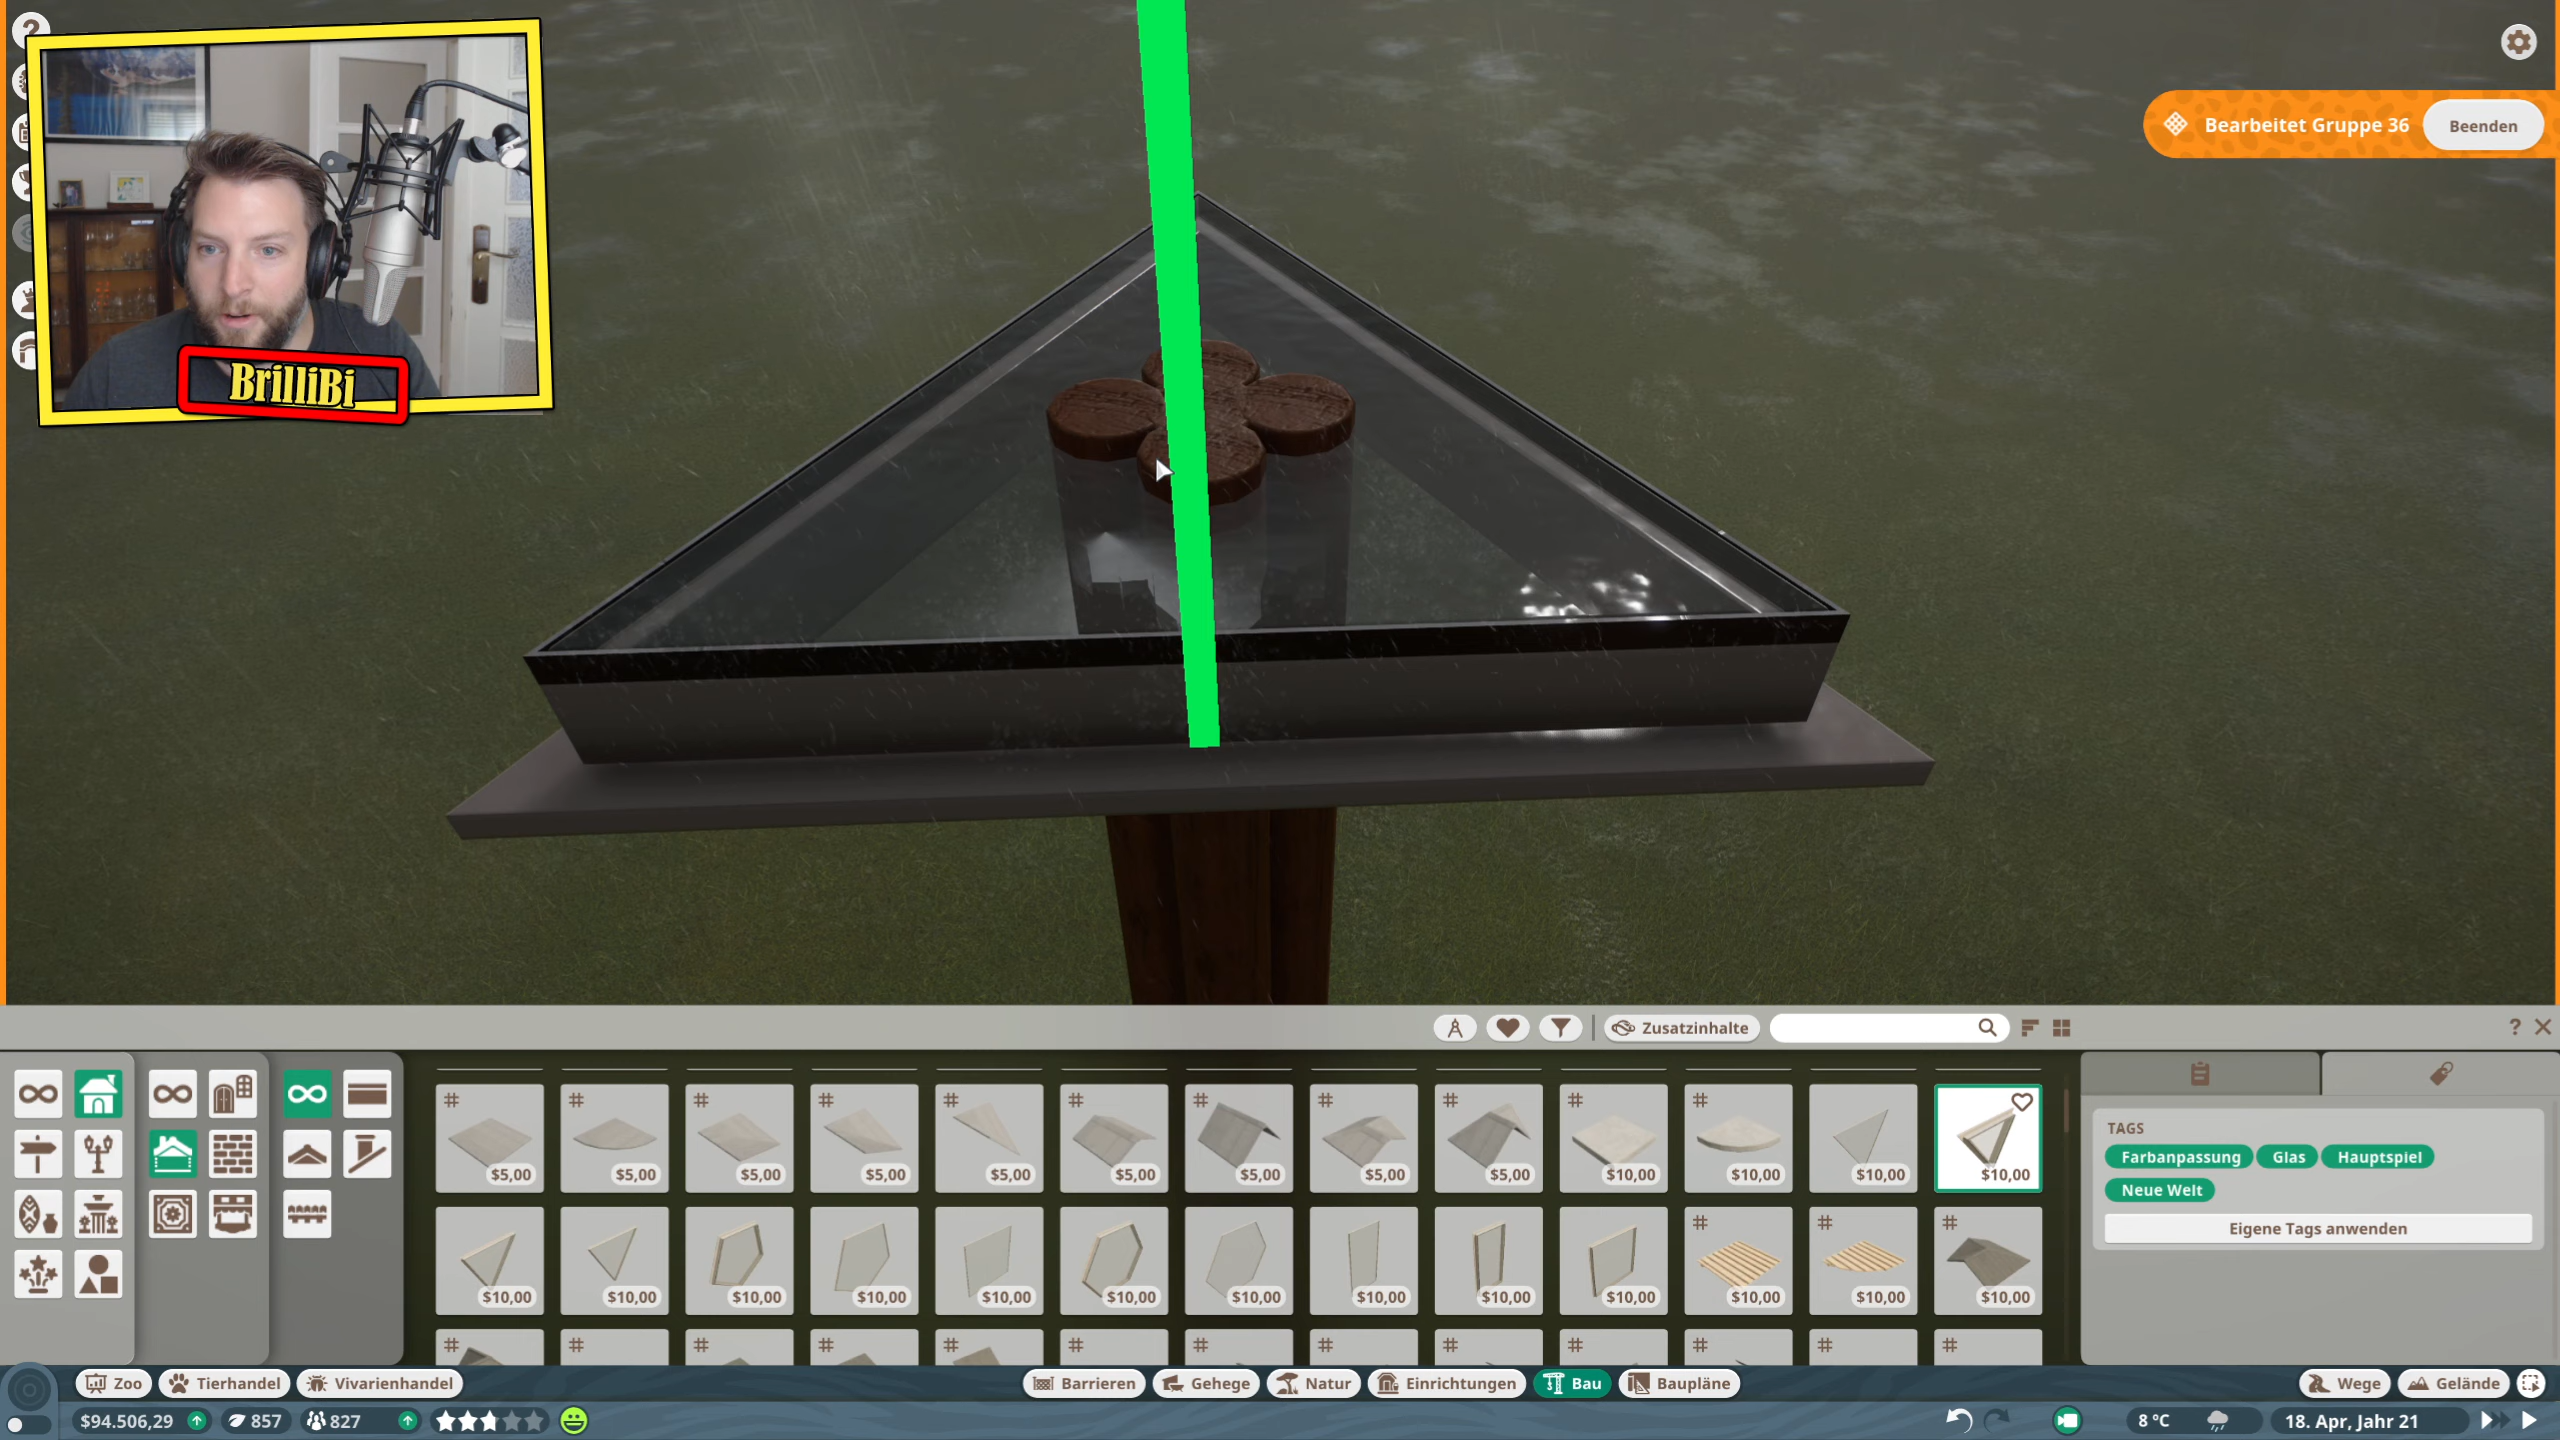 ?
BrilliBi
Bearbeitet Gruppe 36
Beenden
Zusatzinhalte
?
$5,00 $5,00 $5,00 $5,00 $5,00 $5,00 $5,00 $5,00 $5,00 $10,00 $10,00 $10,00 $10,00
$10,00 $10,00 $10,00 $10,00 $10,00 $10,00 $10,00 $10,00 $10,00 $10,00 $10,00 $10,00 $10,00
TAGS
Farbanpassung Glas Hauptspiel
Neue Welt
Eigene Tags anwenden
Zoo Tierhandel Vivarienhandel Barrieren Gehege Natur Einrichtungen Bau Baupläne Wege Gelände
$94.506,29 857 827 8 °C 18. Apr, Jahr 21